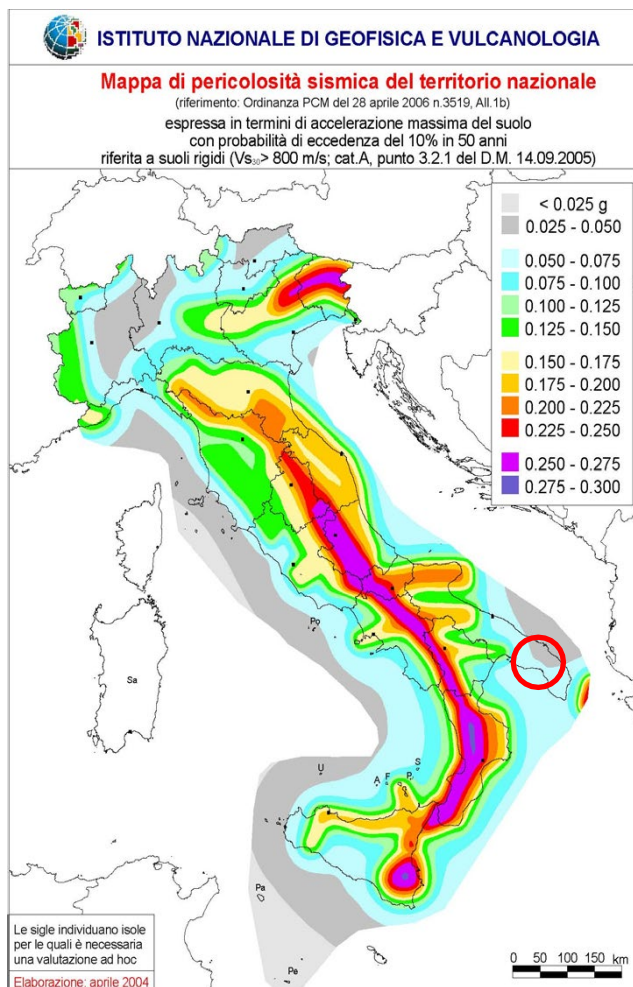 ISTITUTO NAZIONALE DI GEOFISICA E VULCANOLOGIA
Mappa di pericolosità sismica del territorio nazionale
(riferimento: Ordinanza PCM del 28 aprile 2006 n.3519, All.1b)
espressa in termini di accelerazione massima del suolo
con probabilità di eccedenza del 10% in 50 anni
riferita a suoli rigidi (Vs30> 800 m/s; cat.A, punto 3.2.1 del D.M. 14.09.2005)
< 0.025 g
0.025 - 0.050
0.050 - 0.075
0.075 - 0.100
0.100 - 0.125
0.125 - 0.150
0.150 - 0.175
0.175 - 0.200
0.200 - 0.225
0.225 - 0.250
0.250 - 0.275
0.275 - 0.300
Po
Sa
U
A F P S
Pa
Pe
Le sigle individuano isole
per le quali è necessaria
una valutazione ad hoc
Elaborazione: aprile 2004
0 50 100 150 km